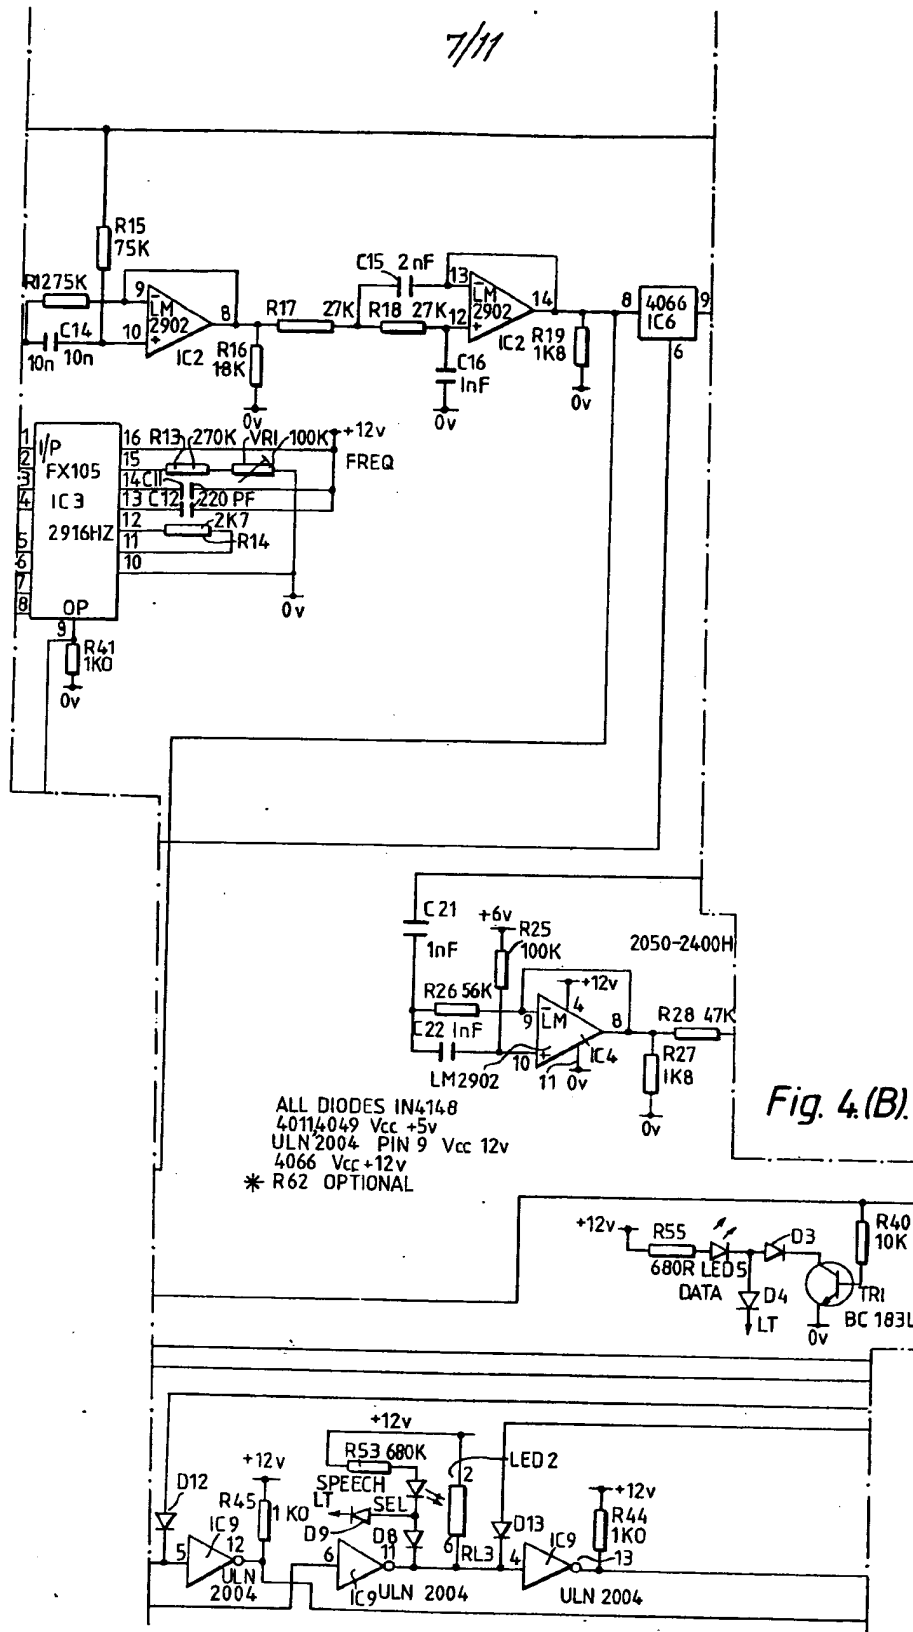 7/11
R15
75K
R12 75K
9
LM
2902
8
10
+
IC2
C14
10n
10n
R16
18K
0v
R17
27K
R18
27K
C15
2nF
13
LM
2902
14
12
+
IC2
C16
1nF
0v
R19
1K8
0v
8
4066
IC6
9
6
1
2
3
4
5
6
7
8
I/P
FX105
IC3
2916HZ
OP
9
16
15
14
13
12
11
10
R13
270K
VR1
100K
+12v
FREQ
C11
C12
220 PF
2K7
R14
0v
R41
1K0
0v
C21
1nF
+6v
R25
100K
2050-2400H
R26 56K
+12v
4
9
LM
8
C22
1nF
10
+
IC4
LM2902
11
0v
R28 47K
R27
1K8
0v
Fig. 4.(B).
ALL DIODES IN4148
4011,4049 Vcc +5v
ULN 2004 PIN 9 Vcc 12v
4066 Vcc +12v
* R62 OPTIONAL
+12v
R55
680R
LED5
DATA
D3
D4
LT
R40
10K
TR1
BC 183L
0v
D12
+12v
R45
1K0
IC9
5
12
ULN
2004
+12v
R53 680K
SPEECH
LT
SEL
D9
D8
2
LED2
6
RL3
6
11
IC9
ULN 2004
D13
4
IC9
13
+12v
R44
1K0
ULN 2004